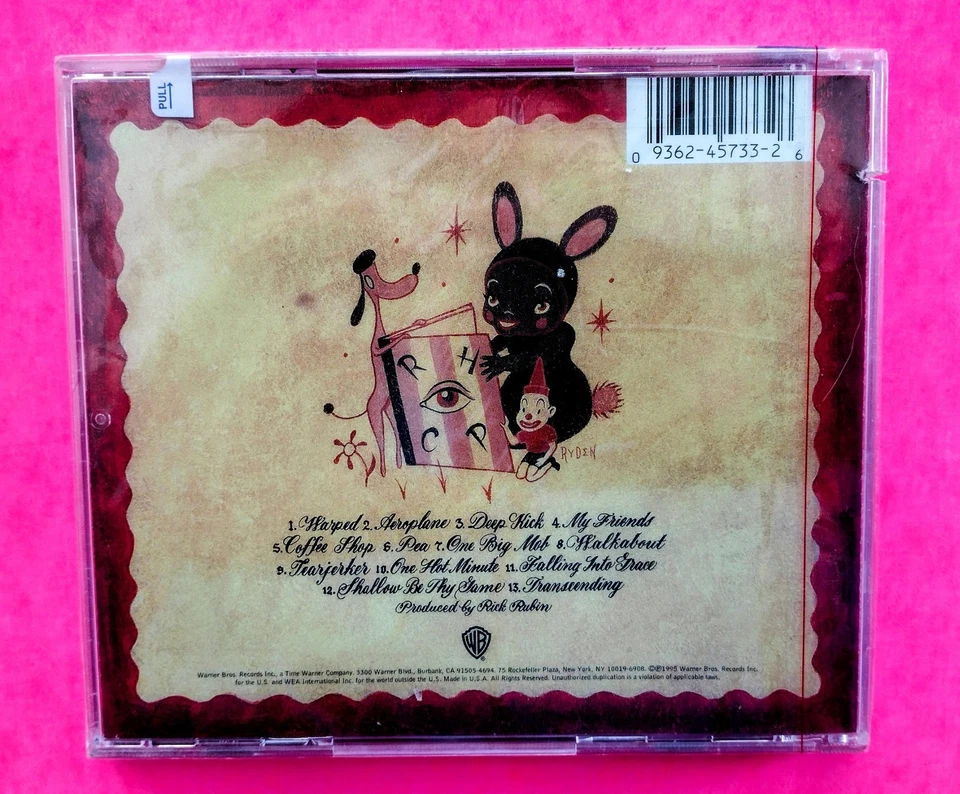 PULL
0 9362-45733-2 6
R H
C P
RYDEN
1. Warped 2. Aeroplane 3. Deep Kick 4. My Friends
5. Coffee Shop 6. Pea 7. One Big Mob 8. Walkabout
9. Tearjerker 10. One Hot Minute 11. Falling Into Grace
12. Shallow Be Thy Game 13. Transcending
Produced by Rick Rubin
WB
Warner Bros. Records Inc., a Time Warner Company. 3300 Warner Blvd., Burbank, CA 91505-4694. 75 Rockefeller Plaza, New York, NY 10019-6908. ©℗1995 Warner Bros. Records Inc.
for the U.S. and WEA International Inc. for the world outside the U.S. Made in U.S.A. All Rights Reserved. Unauthorized duplication is a violation of applicable laws.